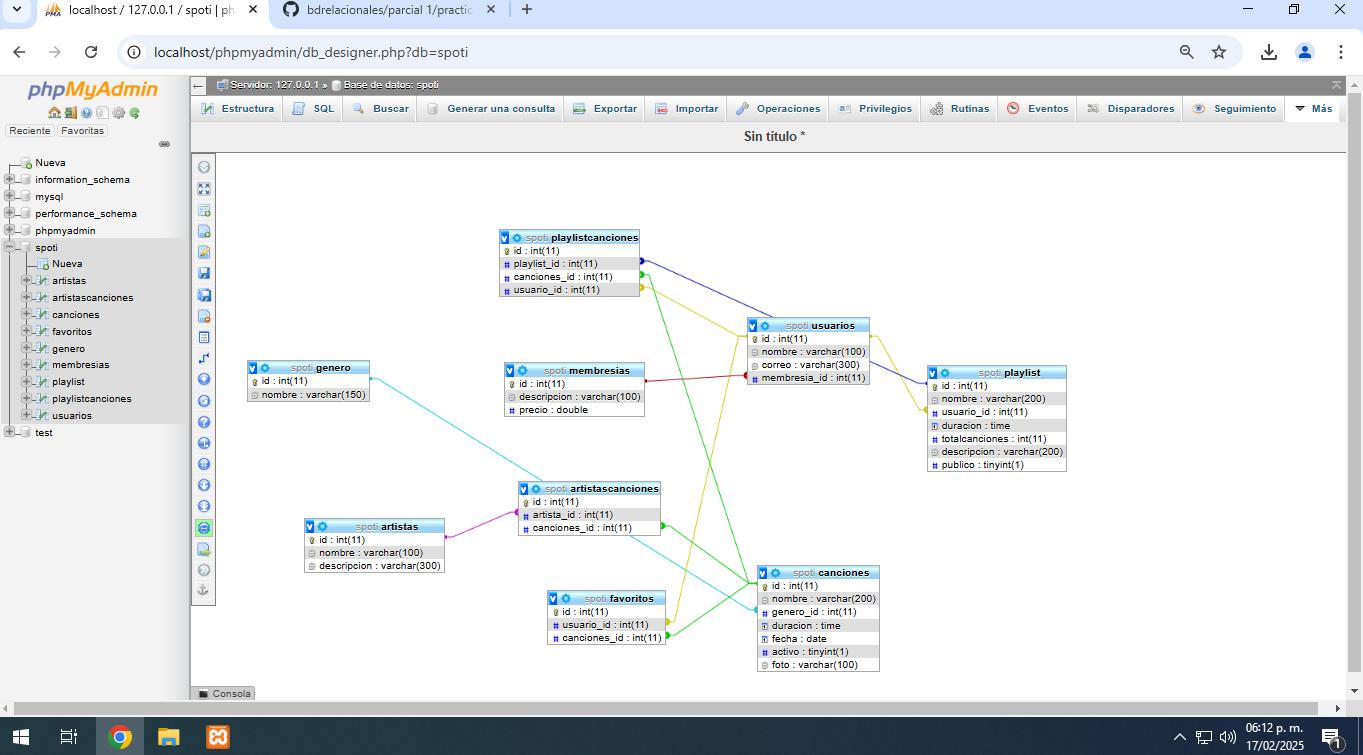 localhost / 127.0.0.1 / spoti | ph
bdrelacionales/parcial 1/practic
localhost/phpmyadmin/db_designer.php?db=spoti
phpMyAdmin
Reciente Favoritas
Nueva
information_schema
mysql
performance_schema
phpmyadmin
spoti
Nueva
artistas
artistascanciones
canciones
favoritos
genero
membresias
playlist
playlistcanciones
usuarios
test
Servidor: 127.0.0.1 » Base de datos: spoti
Estructura SQL Buscar Generar una consulta Exportar Importar Operaciones Privilegios Rutinas Eventos Disparadores Seguimiento Más
Sin título *
spoti playlistcanciones
id : int(11)
playlist_id : int(11)
canciones_id : int(11)
usuario_id : int(11)
spoti usuarios
id : int(11)
nombre : varchar(100)
correo : varchar(300)
membresia_id : int(11)
spoti genero
id : int(11)
nombre : varchar(150)
spoti membresias
id : int(11)
descripcion : varchar(100)
precio : double
spoti playlist
id : int(11)
nombre : varchar(200)
usuario_id : int(11)
duracion : time
totalcanciones : int(11)
descripcion : varchar(200)
publico : tinyint(1)
spoti artistascanciones
id : int(11)
artista_id : int(11)
canciones_id : int(11)
spoti artistas
id : int(11)
nombre : varchar(100)
descripcion : varchar(300)
spoti canciones
id : int(11)
nombre : varchar(200)
genero_id : int(11)
duracion : time
fecha : date
activo : tinyint(1)
foto : varchar(100)
spoti favoritos
id : int(11)
usuario_id : int(11)
canciones_id : int(11)
Consola
06:12 p. m.
17/02/2025
1